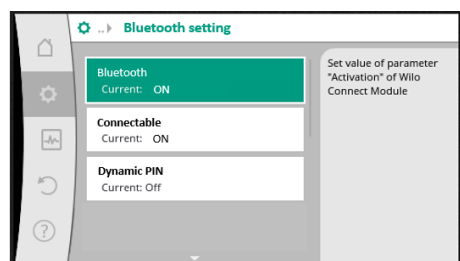 ..▸ Bluetooth setting
Bluetooth
Current: ON
Connectable
Current: ON
Dynamic PIN
Current: Off
Set value of parameter
"Activation" of Wilo
Connect Module
?